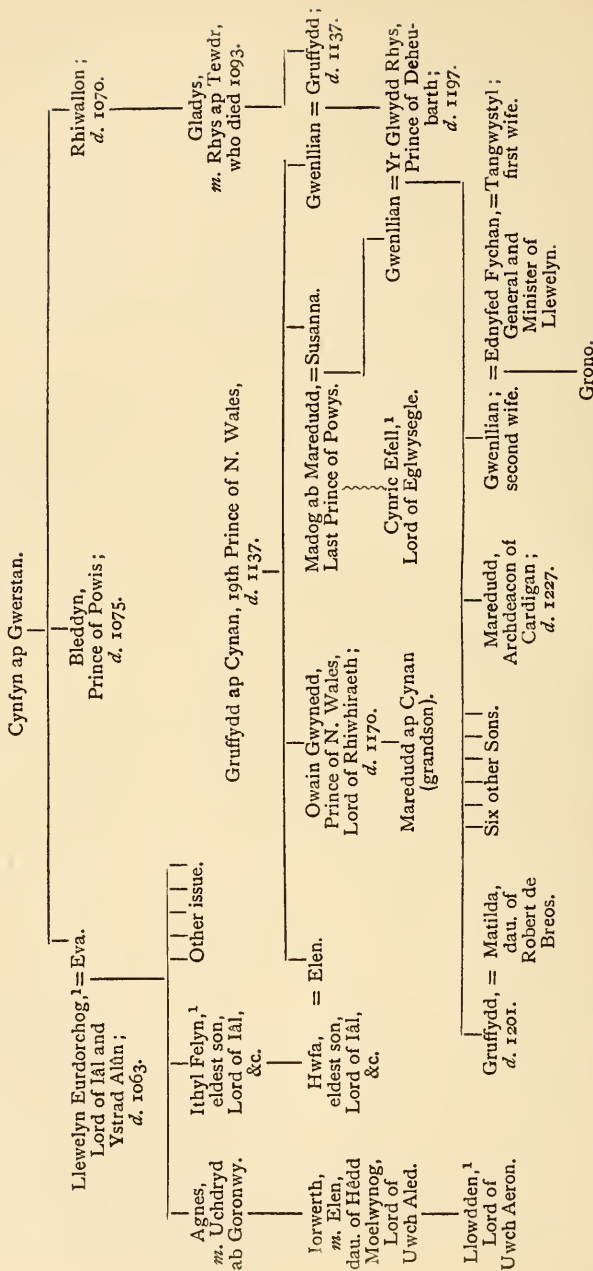 Cynfyn ap Gwerstan.
Llewelyn Eurdorchog,¹ = Eva.
Lord of Iâl and
Ystrad Alûn;
d. 1063.
Bleddyn,
Prince of Powis;
d. 1075.
Rhiwallon;
d. 1070.
Gladys,
m. Rhys ap Tewdr,
who died 1093.
Agnes,
m. Uchdryd
ab Goronwy.
Ithyl Felyn,¹
eldest son,
Lord of Iâl,
&c.
Other issue.
Gruffydd ap Cynan, 19th Prince of N. Wales,
d. 1137.
Iorwerth,
m. Elen,
dau. of Hêdd
Moelwynog,
Lord of
Uwch Aled.
Hwfa,
eldest son,
Lord of Iâl,
&c.
= Elen.
Owain Gwynedd,
Prince of N. Wales,
Lord of Rhiwhiraeth;
d. 1170.
Madog ab Maredudd, = Susanna.
Last Prince of Powys.
Gwenllian = Gruffydd;
d. 1137.
Maredudd ap Cynan
(grandson).
Cynric Efell,¹
Lord of Eglwysegle.
Gwenllian = Yr Glwydd Rhys,
Prince of Deheu-
barth;
d. 1197.
Llowdden,¹
Lord of
Uwch Aeron.
Gruffydd,
d. 1201.
= Matilda,
dau. of
Robert de
Breos.
Six other Sons.
Maredudd,
Archdeacon of
Cardigan;
d. 1227.
Gwenllian;
second wife.
= Ednyfed Fychan, = Tangwystyl;
General and
Minister of
Llewelyn.
first wife.
Grono.